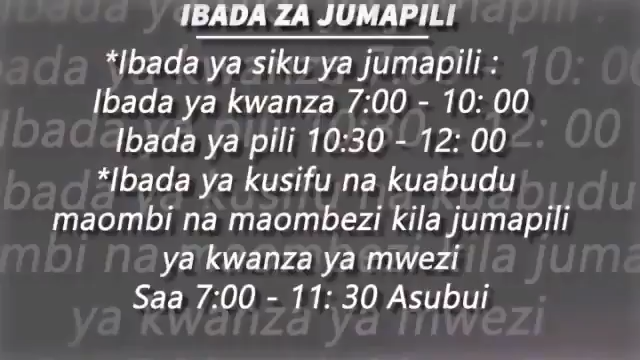 IBADA ZA JUMAPILI
*Ibada ya siku ya jumapili :
Ibada ya kwanza 7:00 - 10: 00
Ibada ya pili 10:30 - 12: 00
*Ibada ya kusifu na kuabudu
maombi na maombezi kila jumapili
ya kwanza ya mwezi
Saa 7:00 - 11: 30 Asubui